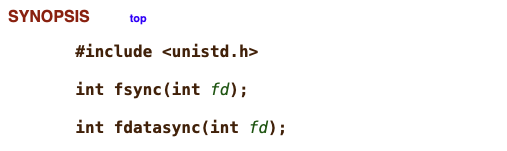 SYNOPSIS top
#include <unistd.h>
int fsync(int fd);
int fdatasync(int fd);